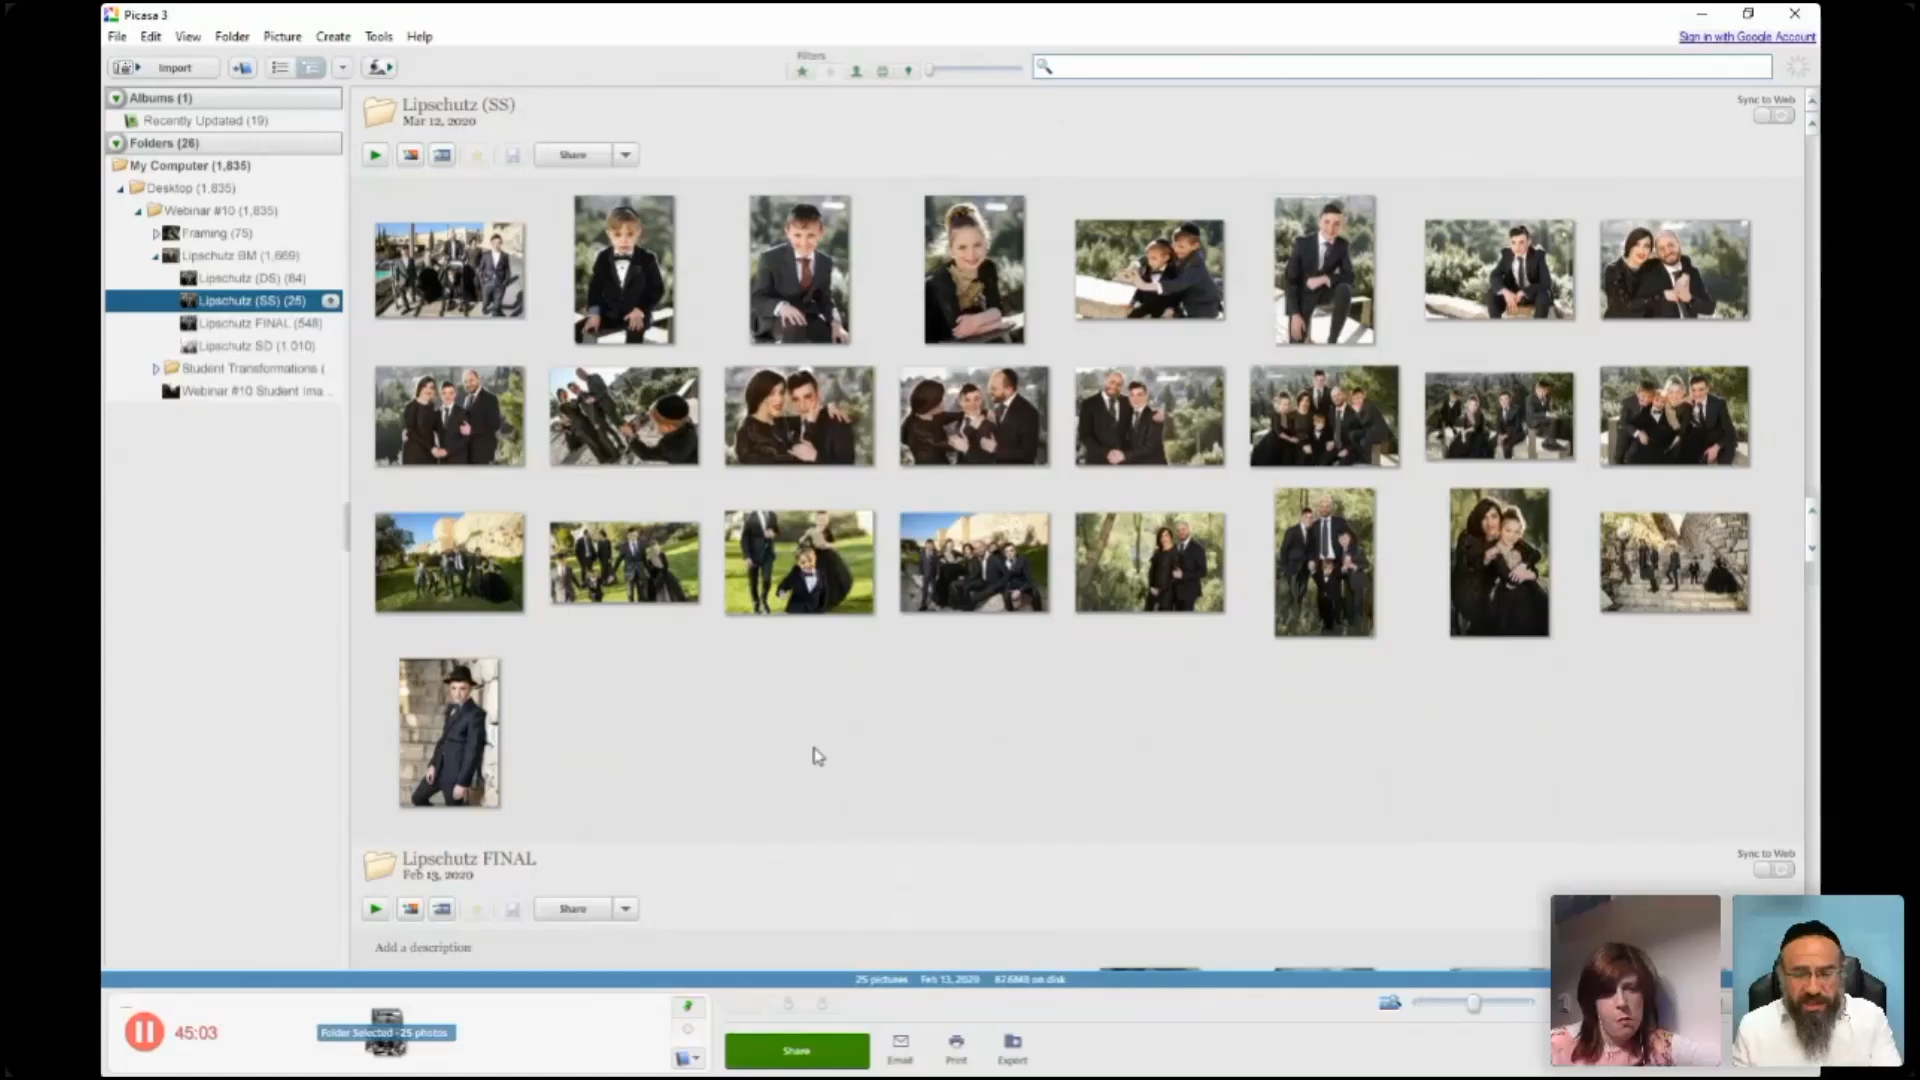 Picasa 3
File Edit View Folder Picture Create Tools Help
Sign in with Google Account
Import
Filters
Albums (1)
Recently Updated (19)
Folders (26)
My Computer (1,835)
Desktop (1,835)
Webinar #10 (1,835)
Framing (75)
Lipschutz BM (1,669)
Lipschutz (DS) (84)
Lipschutz (SS) (25)
Lipschutz FINAL (548)
Lipschutz SD (1,010)
Student Transformations (
Webinar #10 Student Ima...
Lipschutz (SS)
Mar 12, 2020
Sync to Web
Share
Lipschutz FINAL
Feb 13, 2020
Sync to Web
Share
Add a description
25 pictures Feb 13, 2020 67.6MB on disk
45:03
Folder Selected - 25 photos
Share
Email
Print
Export